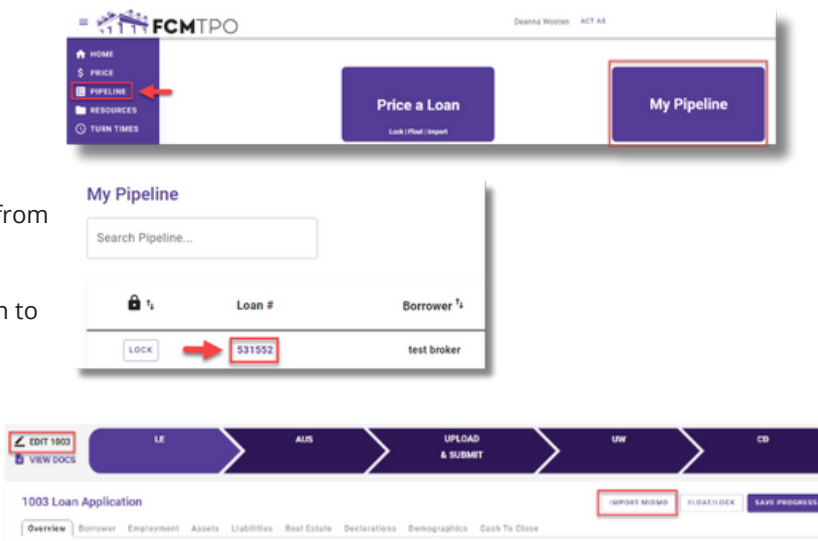 FCMTPO
Deanna Wooten ACT AS
HOME
PRICE
PIPELINE
RESOURCES
TURN TIMES
Price a Loan
Lock | Float | Import
My Pipeline
from
n to
My Pipeline
Search Pipeline...
Loan # Borrower
LOCK 531552 test broker
EDIT 1003
VIEW DOCS
LE AUS UPLOAD & SUBMIT UW CD
1003 Loan Application
IMPORT MISMO FLOAT/LOCK SAVE PROGRESS
Overview Borrower Employment Assets Liabilities Real Estate Declarations Demographics Cash To Close